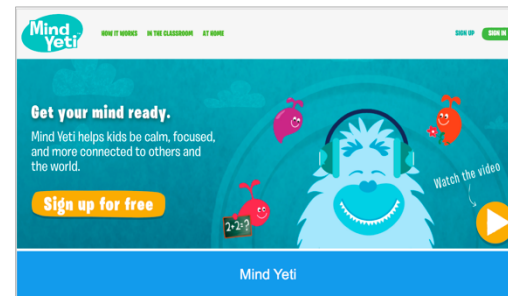 Mind
Yeti
HOW IT WORKS IN THE CLASSROOM AT HOME
SIGN UP SIGN IN
Get your mind ready.
Mind Yeti helps kids be calm, focused,
and more connected to others and
the world.
Sign up for free
Watch the video
2+2=?
Mind Yeti